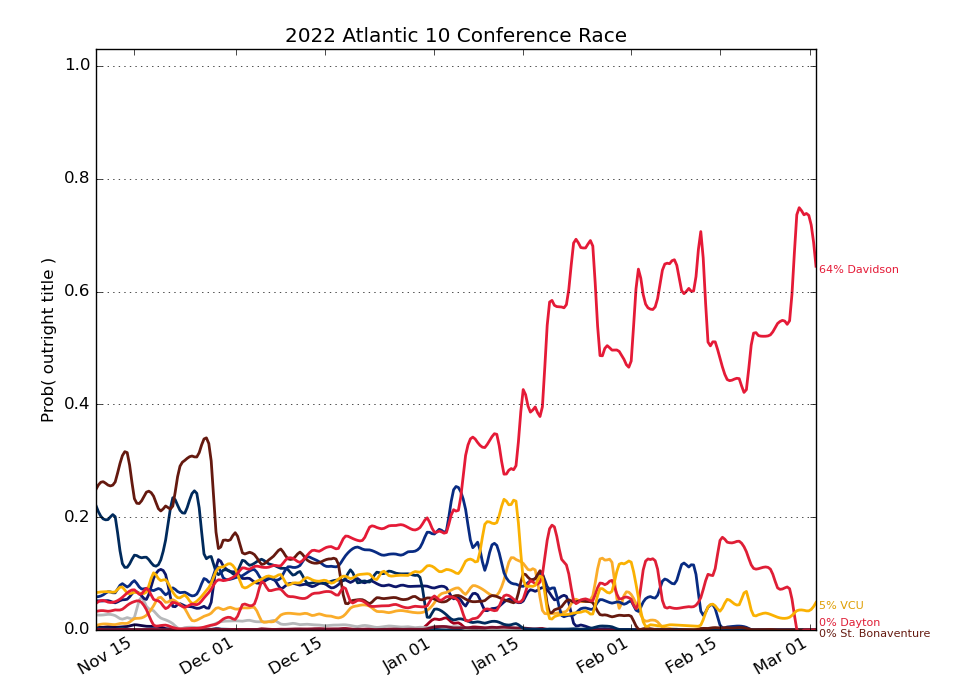 2022 Atlantic 10 Conference Race
Prob( outright title )
1.0
0.8
0.6
0.4
0.2
0.0
64% Davidson
5% VCU
0% Dayton
0% St. Bonaventure
Nov 15
Dec 01
Dec 15
Jan 01
Jan 15
Feb 01
Feb 15
Mar 01